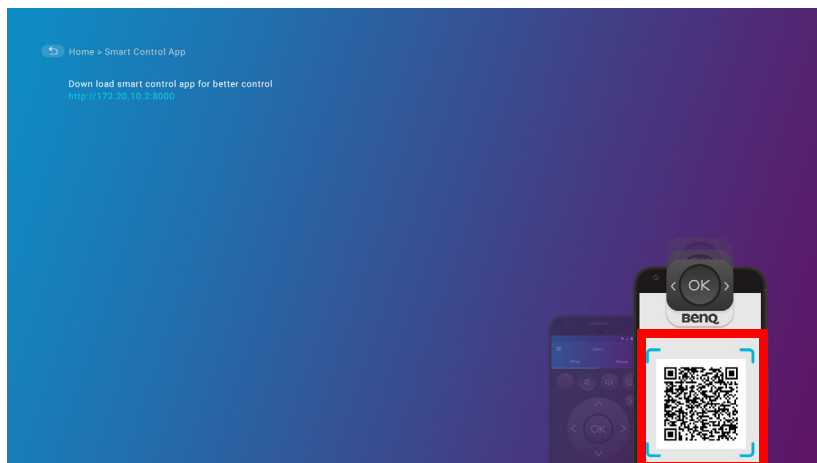 Home > Smart Control App
Down load smart control app for better control
http://172.20.10.2:8000
OK
BenQ
OK